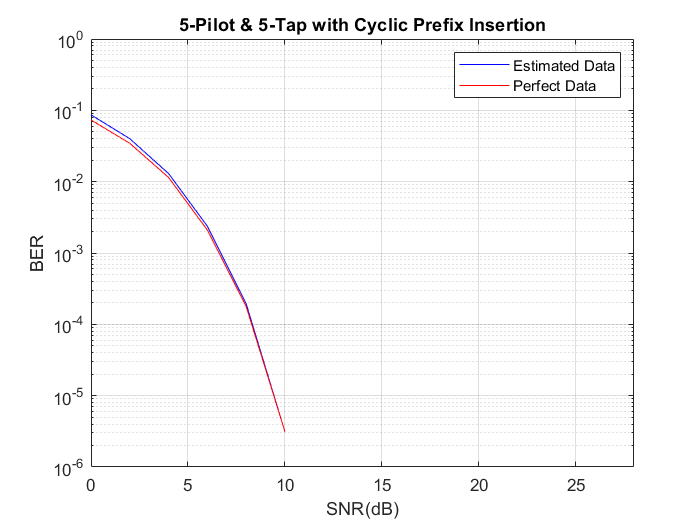 5-Pilot & 5-Tap with Cyclic Prefix Insertion
Estimated Data
Perfect Data
10^0
10^-1
10^-2
10^-3
10^-4
10^-5
10^-6
BER
0 5 10 15 20 25
SNR(dB)